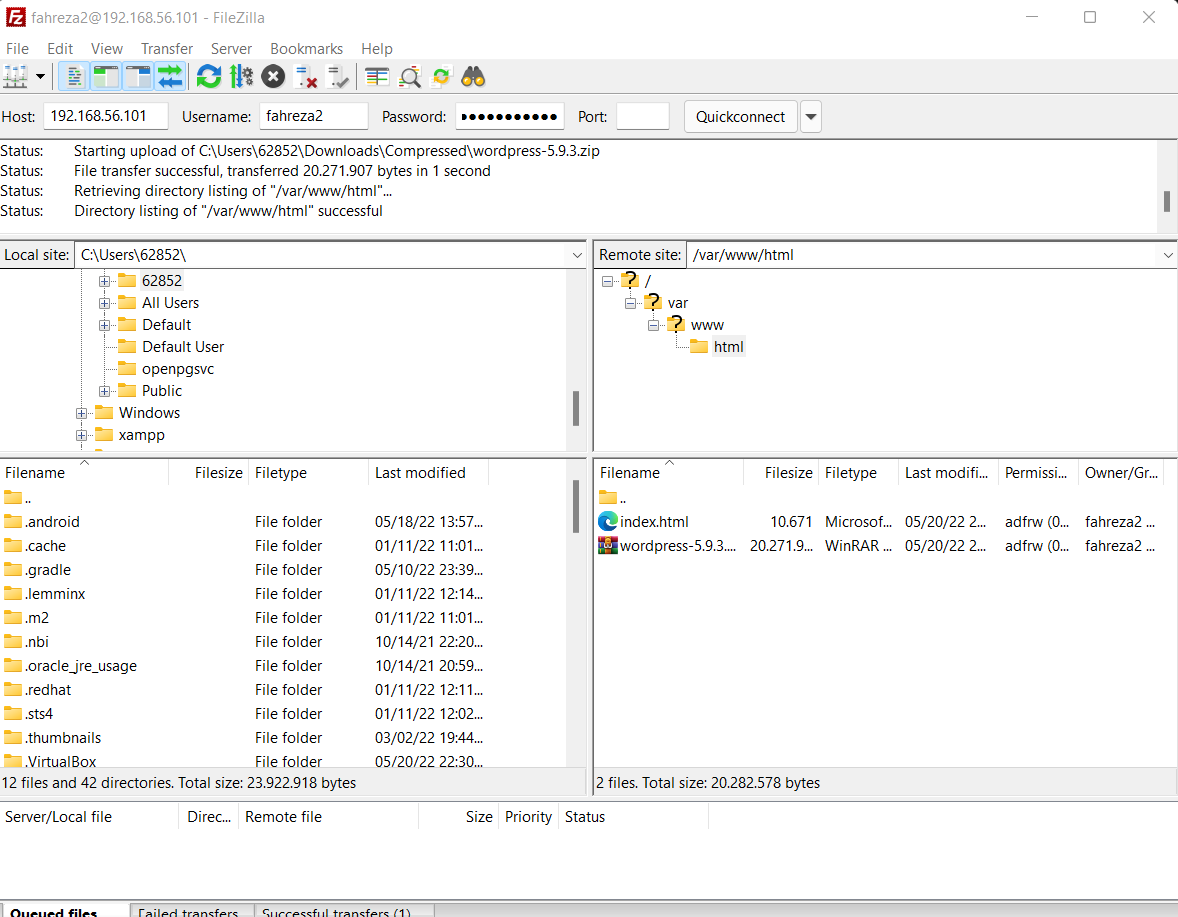 fahreza2@192.168.56.101 - FileZilla
File Edit View Transfer Server Bookmarks Help
Host: 192.168.56.101 Username: fahreza2 Password: ●●●●●●●●●●● Port: Quickconnect
Status: Starting upload of C:\Users\62852\Downloads\Compressed\wordpress-5.9.3.zip
Status: File transfer successful, transferred 20.271.907 bytes in 1 second
Status: Retrieving directory listing of "/var/www/html"...
Status: Directory listing of "/var/www/html" successful
Local site: C:\Users\62852\
62852
All Users
Default
Default User
openpgsvc
Public
Windows
xampp
Remote site: /var/www/html
/
var
www
html
Filename Filesize Filetype Last modified
..
.android File folder 05/18/22 13:57...
.cache File folder 01/11/22 11:01...
.gradle File folder 05/10/22 23:39...
.lemminx File folder 01/11/22 12:14...
.m2 File folder 01/11/22 11:01...
.nbi File folder 10/14/21 22:20...
.oracle_jre_usage File folder 10/14/21 20:59...
.redhat File folder 01/11/22 12:11...
.sts4 File folder 01/11/22 12:02...
.thumbnails File folder 03/02/22 19:44...
.VirtualBox File folder 05/20/22 22:30...
12 files and 42 directories. Total size: 23.922.918 bytes
Filename Filesize Filetype Last modifi... Permissi... Owner/Gr...
..
index.html 10.671 Microsof... 05/20/22 2... adfrw (0... fahreza2 ...
wordpress-5.9.3.... 20.271.9... WinRAR ... 05/20/22 2... adfrw (0... fahreza2 ...
2 files. Total size: 20.282.578 bytes
Server/Local file Direc... Remote file Size Priority Status
Queued files Failed transfers Successful transfers (1)